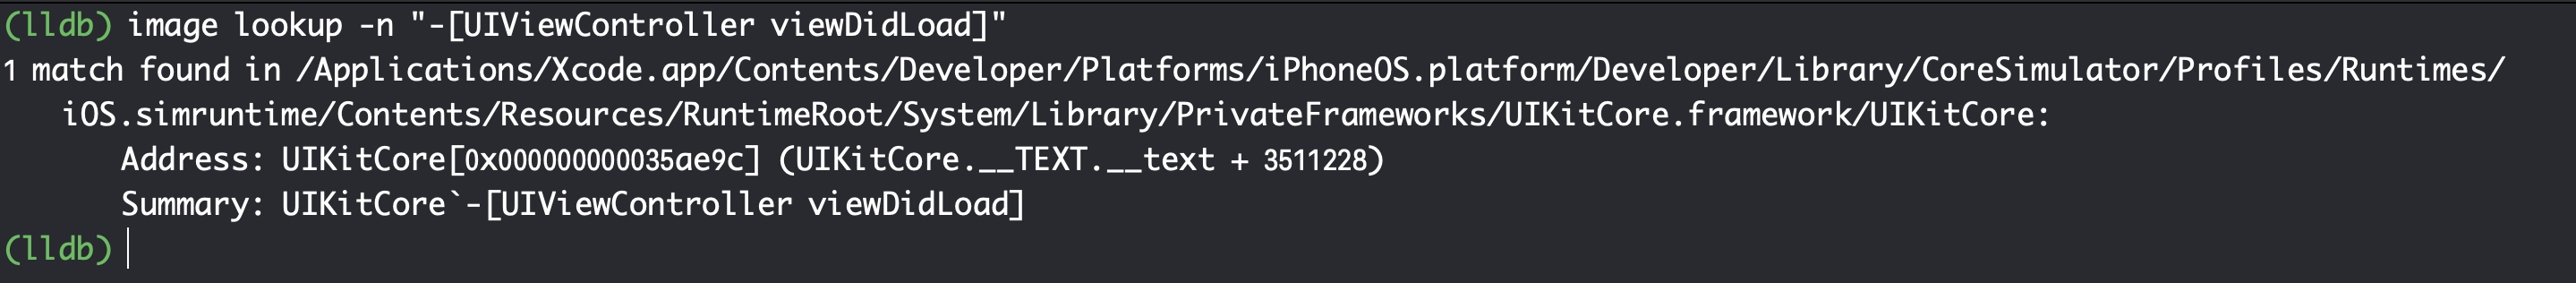 (lldb) image lookup -n "-[UIViewController viewDidLoad]"
1 match found in /Applications/Xcode.app/Contents/Developer/Platforms/iPhoneOS.platform/Developer/Library/CoreSimulator/Profiles/Runtimes/
iOS.simruntime/Contents/Resources/RuntimeRoot/System/Library/PrivateFrameworks/UIKitCore.framework/UIKitCore:
Address: UIKitCore[0x000000000035ae9c] (UIKitCore.__TEXT.__text + 3511228)
Summary: UIKitCore`-[UIViewController viewDidLoad]
(lldb)